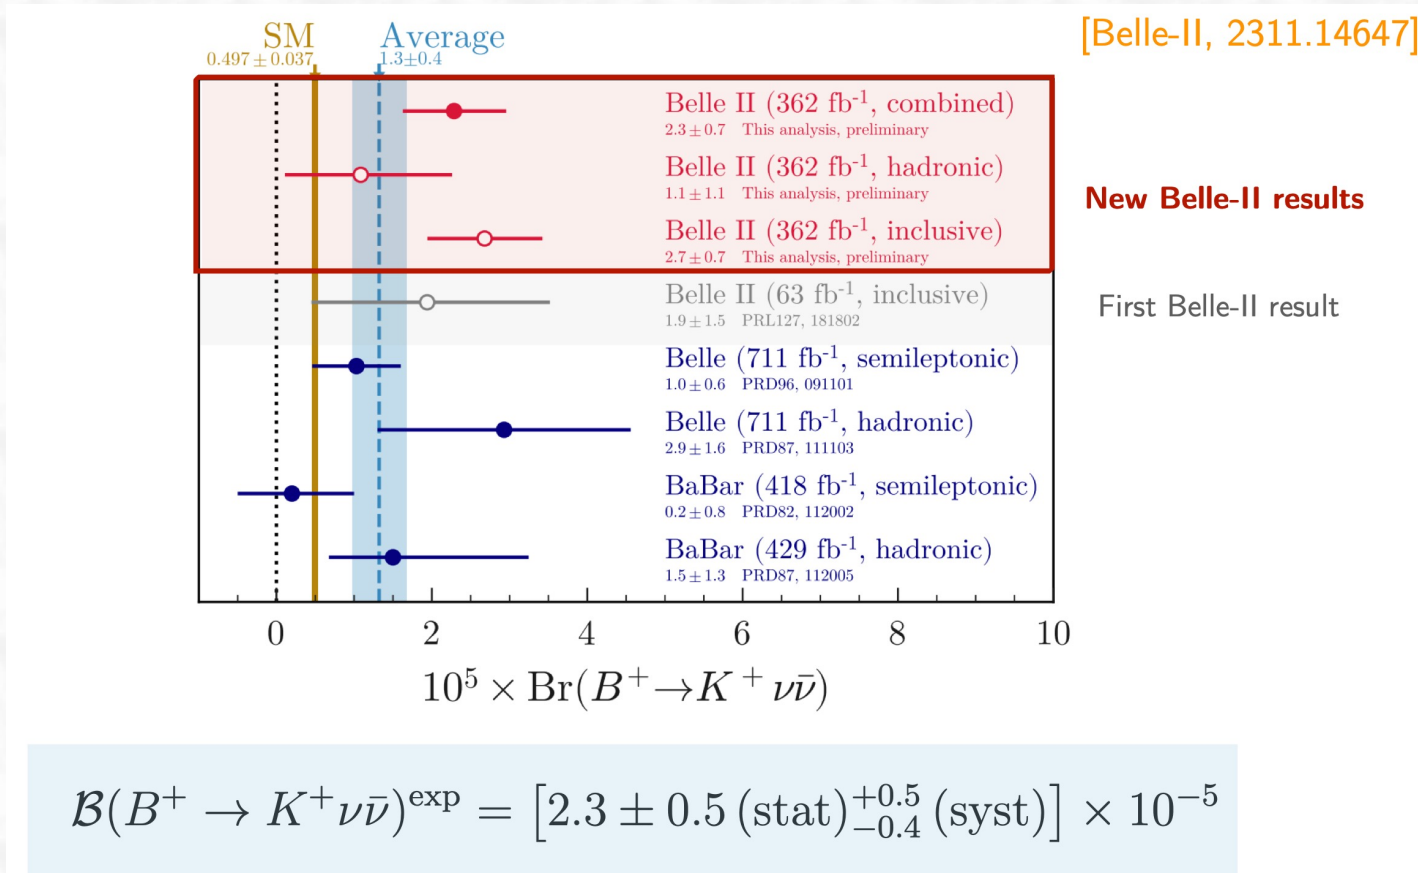 [Belle-II, 2311.14647]
SM
0.497 ± 0.037
Average
1.3±0.4
Belle II (362 fb⁻¹, combined)
2.3 ± 0.7 This analysis, preliminary
Belle II (362 fb⁻¹, hadronic)
1.1 ± 1.1 This analysis, preliminary
Belle II (362 fb⁻¹, inclusive)
2.7 ± 0.7 This analysis, preliminary
New Belle-II results
Belle II (63 fb⁻¹, inclusive)
1.9 ± 1.5 PRL127, 181802
First Belle-II result
Belle (711 fb⁻¹, semileptonic)
1.0 ± 0.6 PRD96, 091101
Belle (711 fb⁻¹, hadronic)
2.9 ± 1.6 PRD87, 111103
BaBar (418 fb⁻¹, semileptonic)
0.2 ± 0.8 PRD82, 112002
BaBar (429 fb⁻¹, hadronic)
1.5 ± 1.3 PRD87, 112005
0 2 4 6 8 10
10⁵ × Br(B⁺→K⁺νν̄)
ℬ(B⁺ → K⁺νν̄)ᵉˣᵖ = [2.3 ± 0.5 (stat)⁺⁰·⁵₋₀.₄ (syst)] × 10⁻⁵